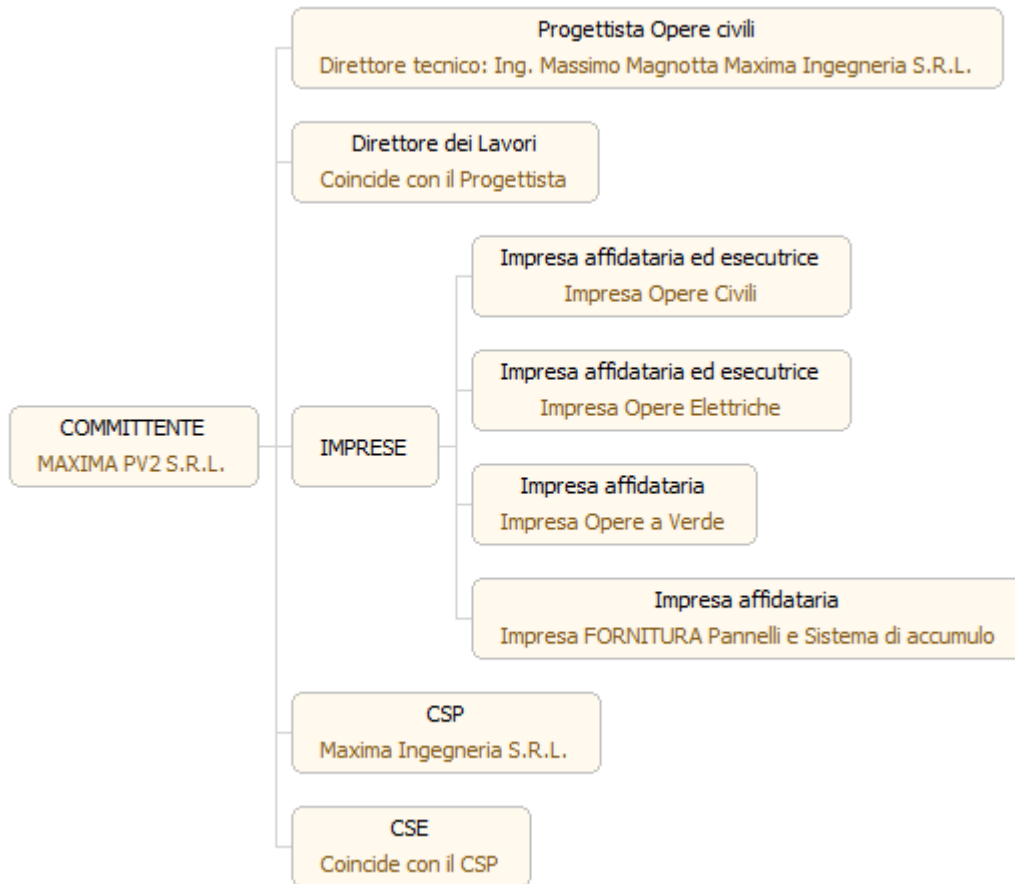 Progettista Opere civili
Direttore tecnico: Ing. Massimo Magnotta Maxima Ingegneria S.R.L.
Direttore dei Lavori
Coincide con il Progettista
Impresa affidataria ed esecutrice
Impresa Opere Civili
Impresa affidataria ed esecutrice
Impresa Opere Elettriche
COMMITTENTE
MAXIMA PV2 S.R.L.
IMPRESE
Impresa affidataria
Impresa Opere a Verde
Impresa affidataria
Impresa FORNITURA Pannelli e Sistema di accumulo
CSP
Maxima Ingegneria S.R.L.
CSE
Coincide con il CSP